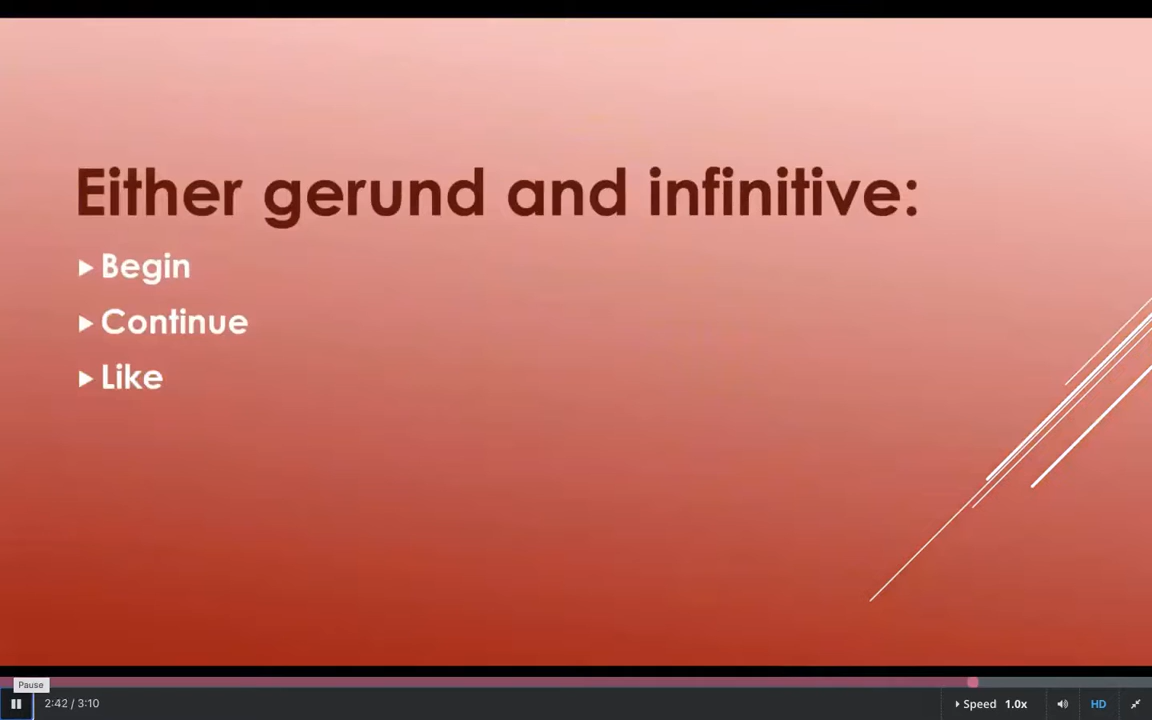 Either gerund and infinitive:
Begin
Continue
Like
Pause
2:42 / 3:10
Speed 1.0x
HD